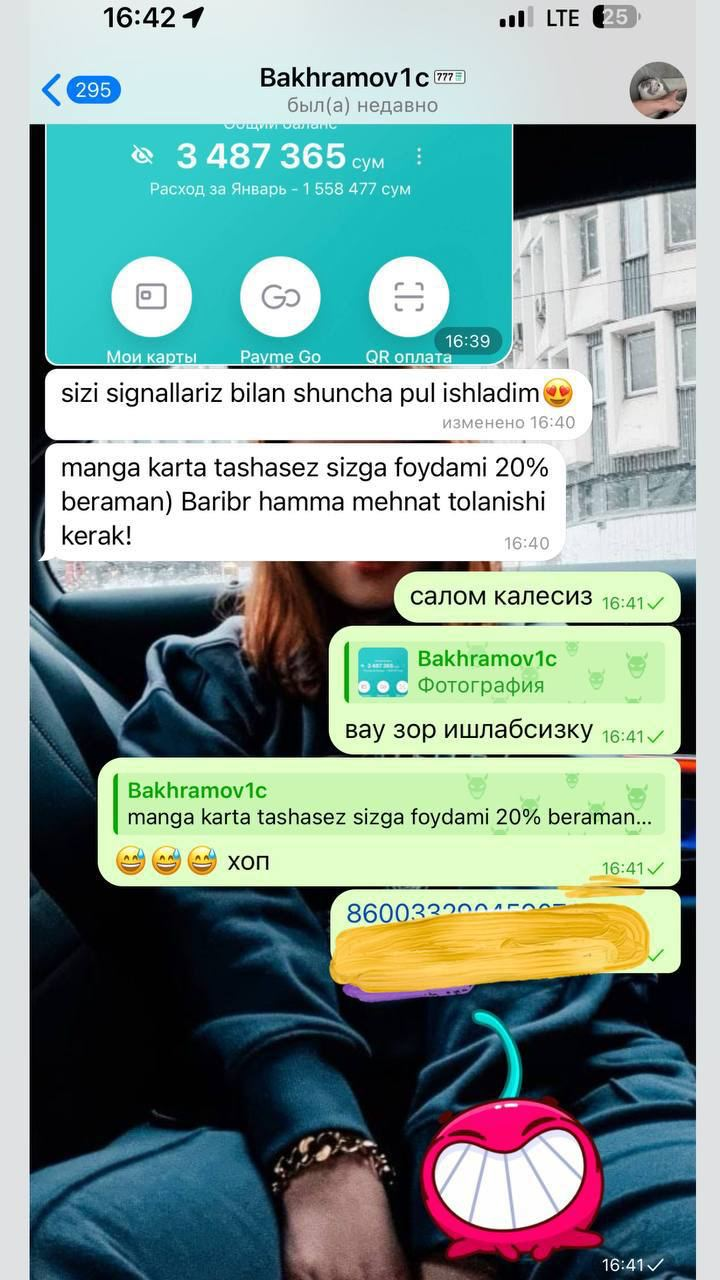 16:42
LTE
25
295
Bakhramov1c 777
был(а) недавно
Общий баланс
3 487 365 сум
Расход за Январь - 1 558 477 сум
Мои карты
Payme Go
QR оплата
16:39
sizi signallariz bilan shuncha pul ishladim😍
изменено 16:40
manga karta tashasez sizga foydami 20%
beraman) Baribr hamma mehnat tolanishi
kerak!
16:40
салом калесиз 16:41
Bakhramov1c
Фотография
вау зор ишлабсизку 16:41
Bakhramov1c
manga karta tashasez sizga foydami 20% beraman...
😅😅😅 хоп
16:41
16:41